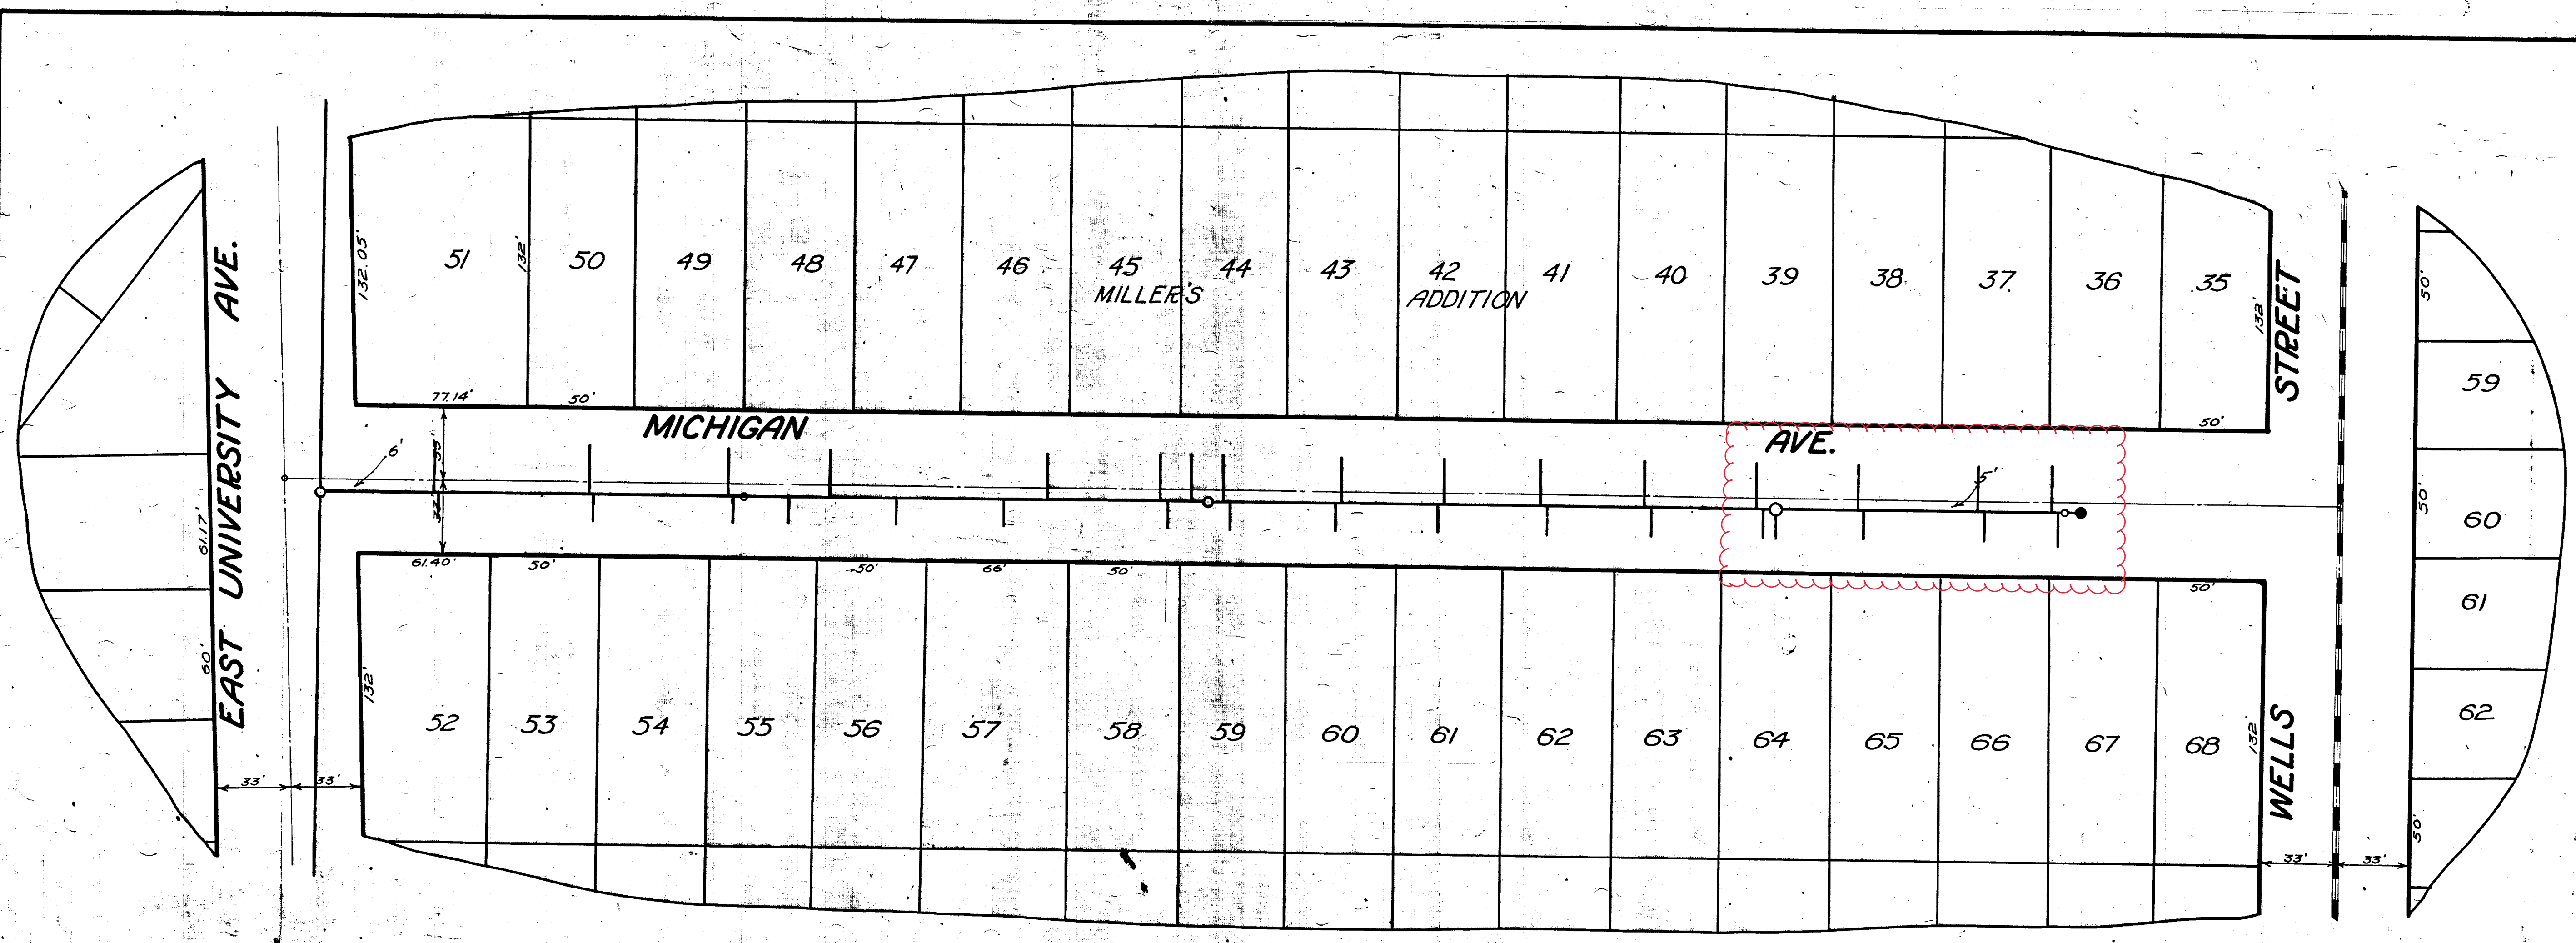 EAST UNIVERSITY AVE.
61.17'
60'
33' 33'
132.05'
51 132' 50 49 48 47 46 45 44 43 42 41 40 39 38 37 36 35 132'
MILLER'S ADDITION
77.14' 50' 50'
MICHIGAN AVE.
6' 33' 33' 5'
61.40' 50' 50' 66' 50' 50'
132' 52 53 54 55 56 57 58 59 60 61 62 63 64 65 66 67 68 132'
WELLS STREET
33' 33'
50'
59
50'
60
61
62
50'